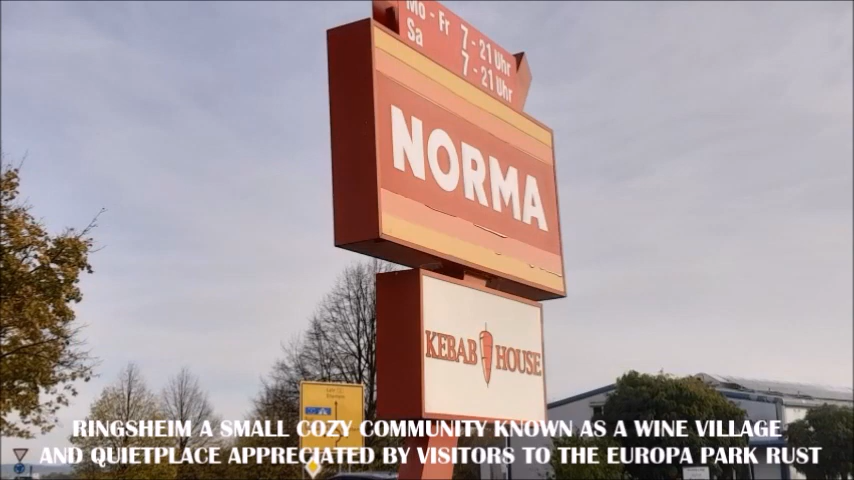 Mo - Fr 7 - 21 Uhr
Sa 7 - 21 Uhr
NORMA
KEBAB HOUSE
RINGSHEIM A SMALL COZY COMMUNITY KNOWN AS A WINE VILLAGE
AND QUIETPLACE APPRECIATED BY VISITORS TO THE EUROPA PARK RUST